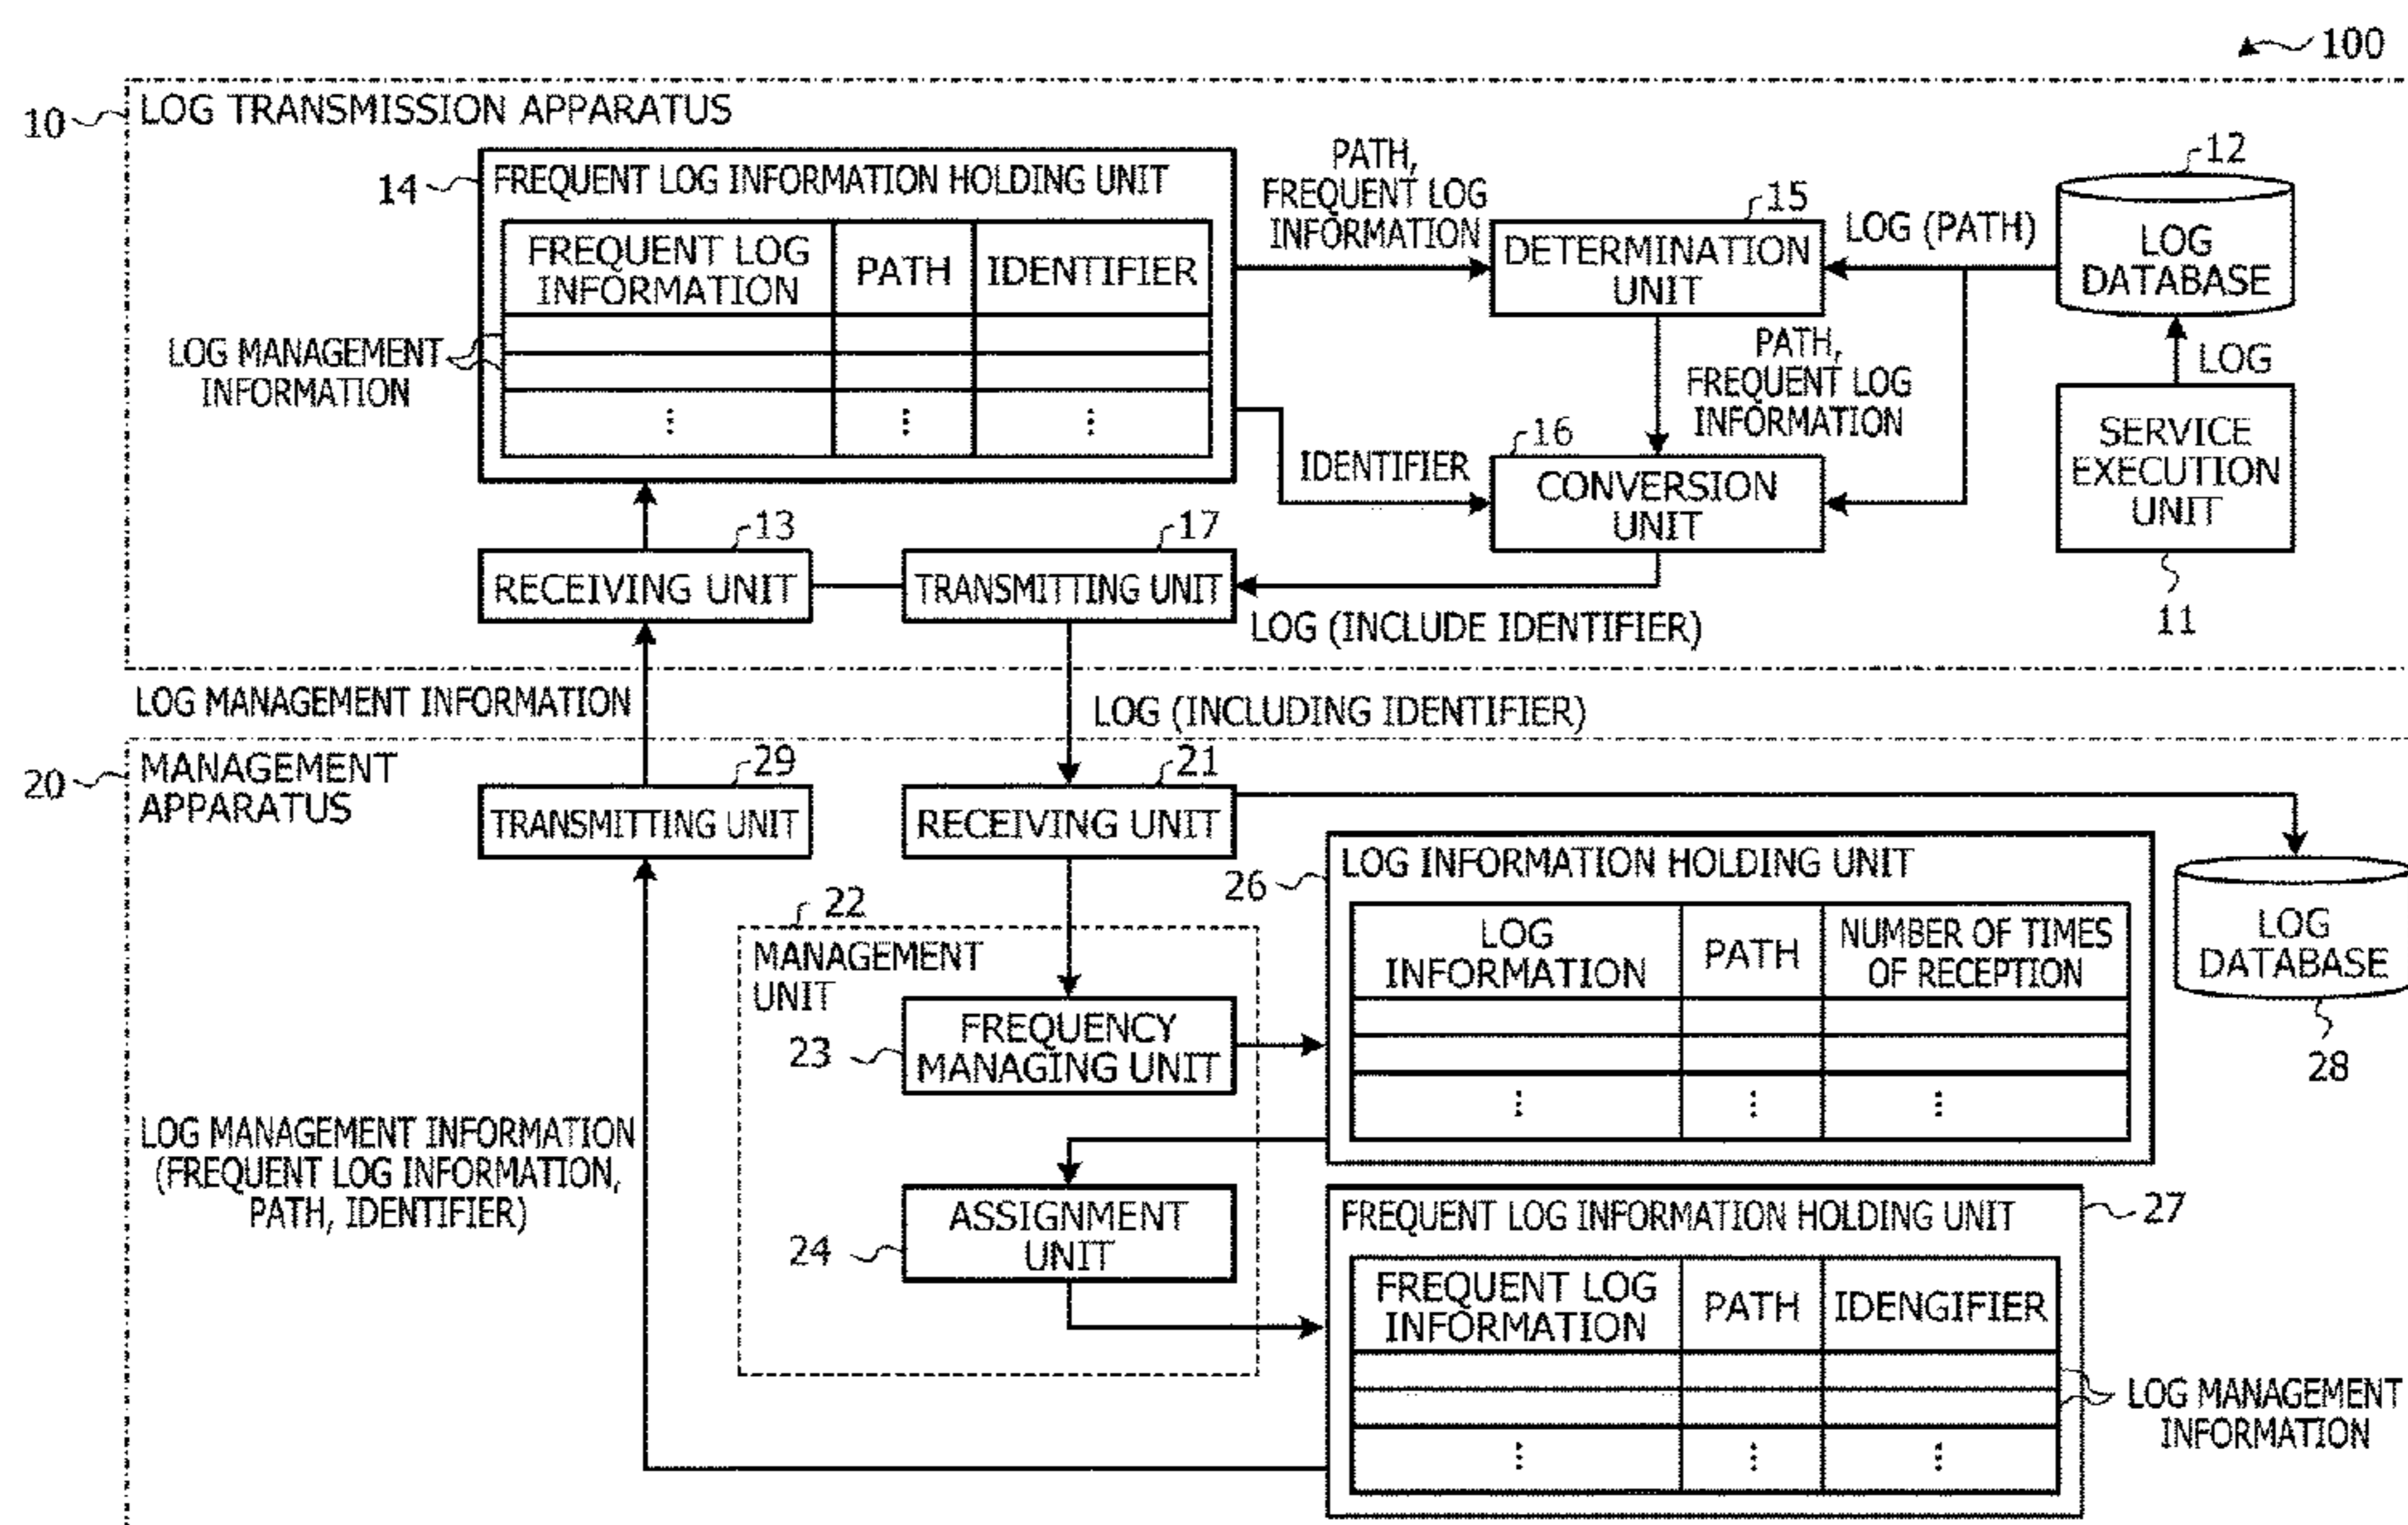 100
10
LOG TRANSMISSION APPARATUS
14
FREQUENT LOG INFORMATION HOLDING UNIT
FREQUENT LOG
INFORMATION
PATH
IDENTIFIER
LOG MANAGEMENT
INFORMATION
⋮
⋮
⋮
PATH,
FREQUENT LOG
INFORMATION
15
DETERMINATION
UNIT
LOG (PATH)
12
LOG
DATABASE
LOG
PATH,
FREQUENT LOG
INFORMATION
IDENTIFIER
16
CONVERSION
UNIT
SERVICE
EXECUTION
UNIT
11
13
RECEIVING UNIT
17
TRANSMITTING UNIT
LOG (INCLUDE IDENTIFIER)
LOG MANAGEMENT INFORMATION
LOG (INCLUDING IDENTIFIER)
20
MANAGEMENT
APPARATUS
29
TRANSMITTING UNIT
21
RECEIVING UNIT
22
MANAGEMENT
UNIT
23
FREQUENCY
MANAGING UNIT
26
LOG INFORMATION HOLDING UNIT
LOG
INFORMATION
PATH
NUMBER OF TIMES
OF RECEPTION
⋮
⋮
⋮
LOG
DATABASE
28
LOG MANAGEMENT INFORMATION
(FREQUENT LOG INFORMATION,
PATH, IDENTIFIER)
24
ASSIGNMENT
UNIT
FREQUENT LOG INFORMATION HOLDING UNIT
27
FREQUENT LOG
INFORMATION
PATH
IDENGIFIER
⋮
⋮
⋮
LOG MANAGEMENT
INFORMATION